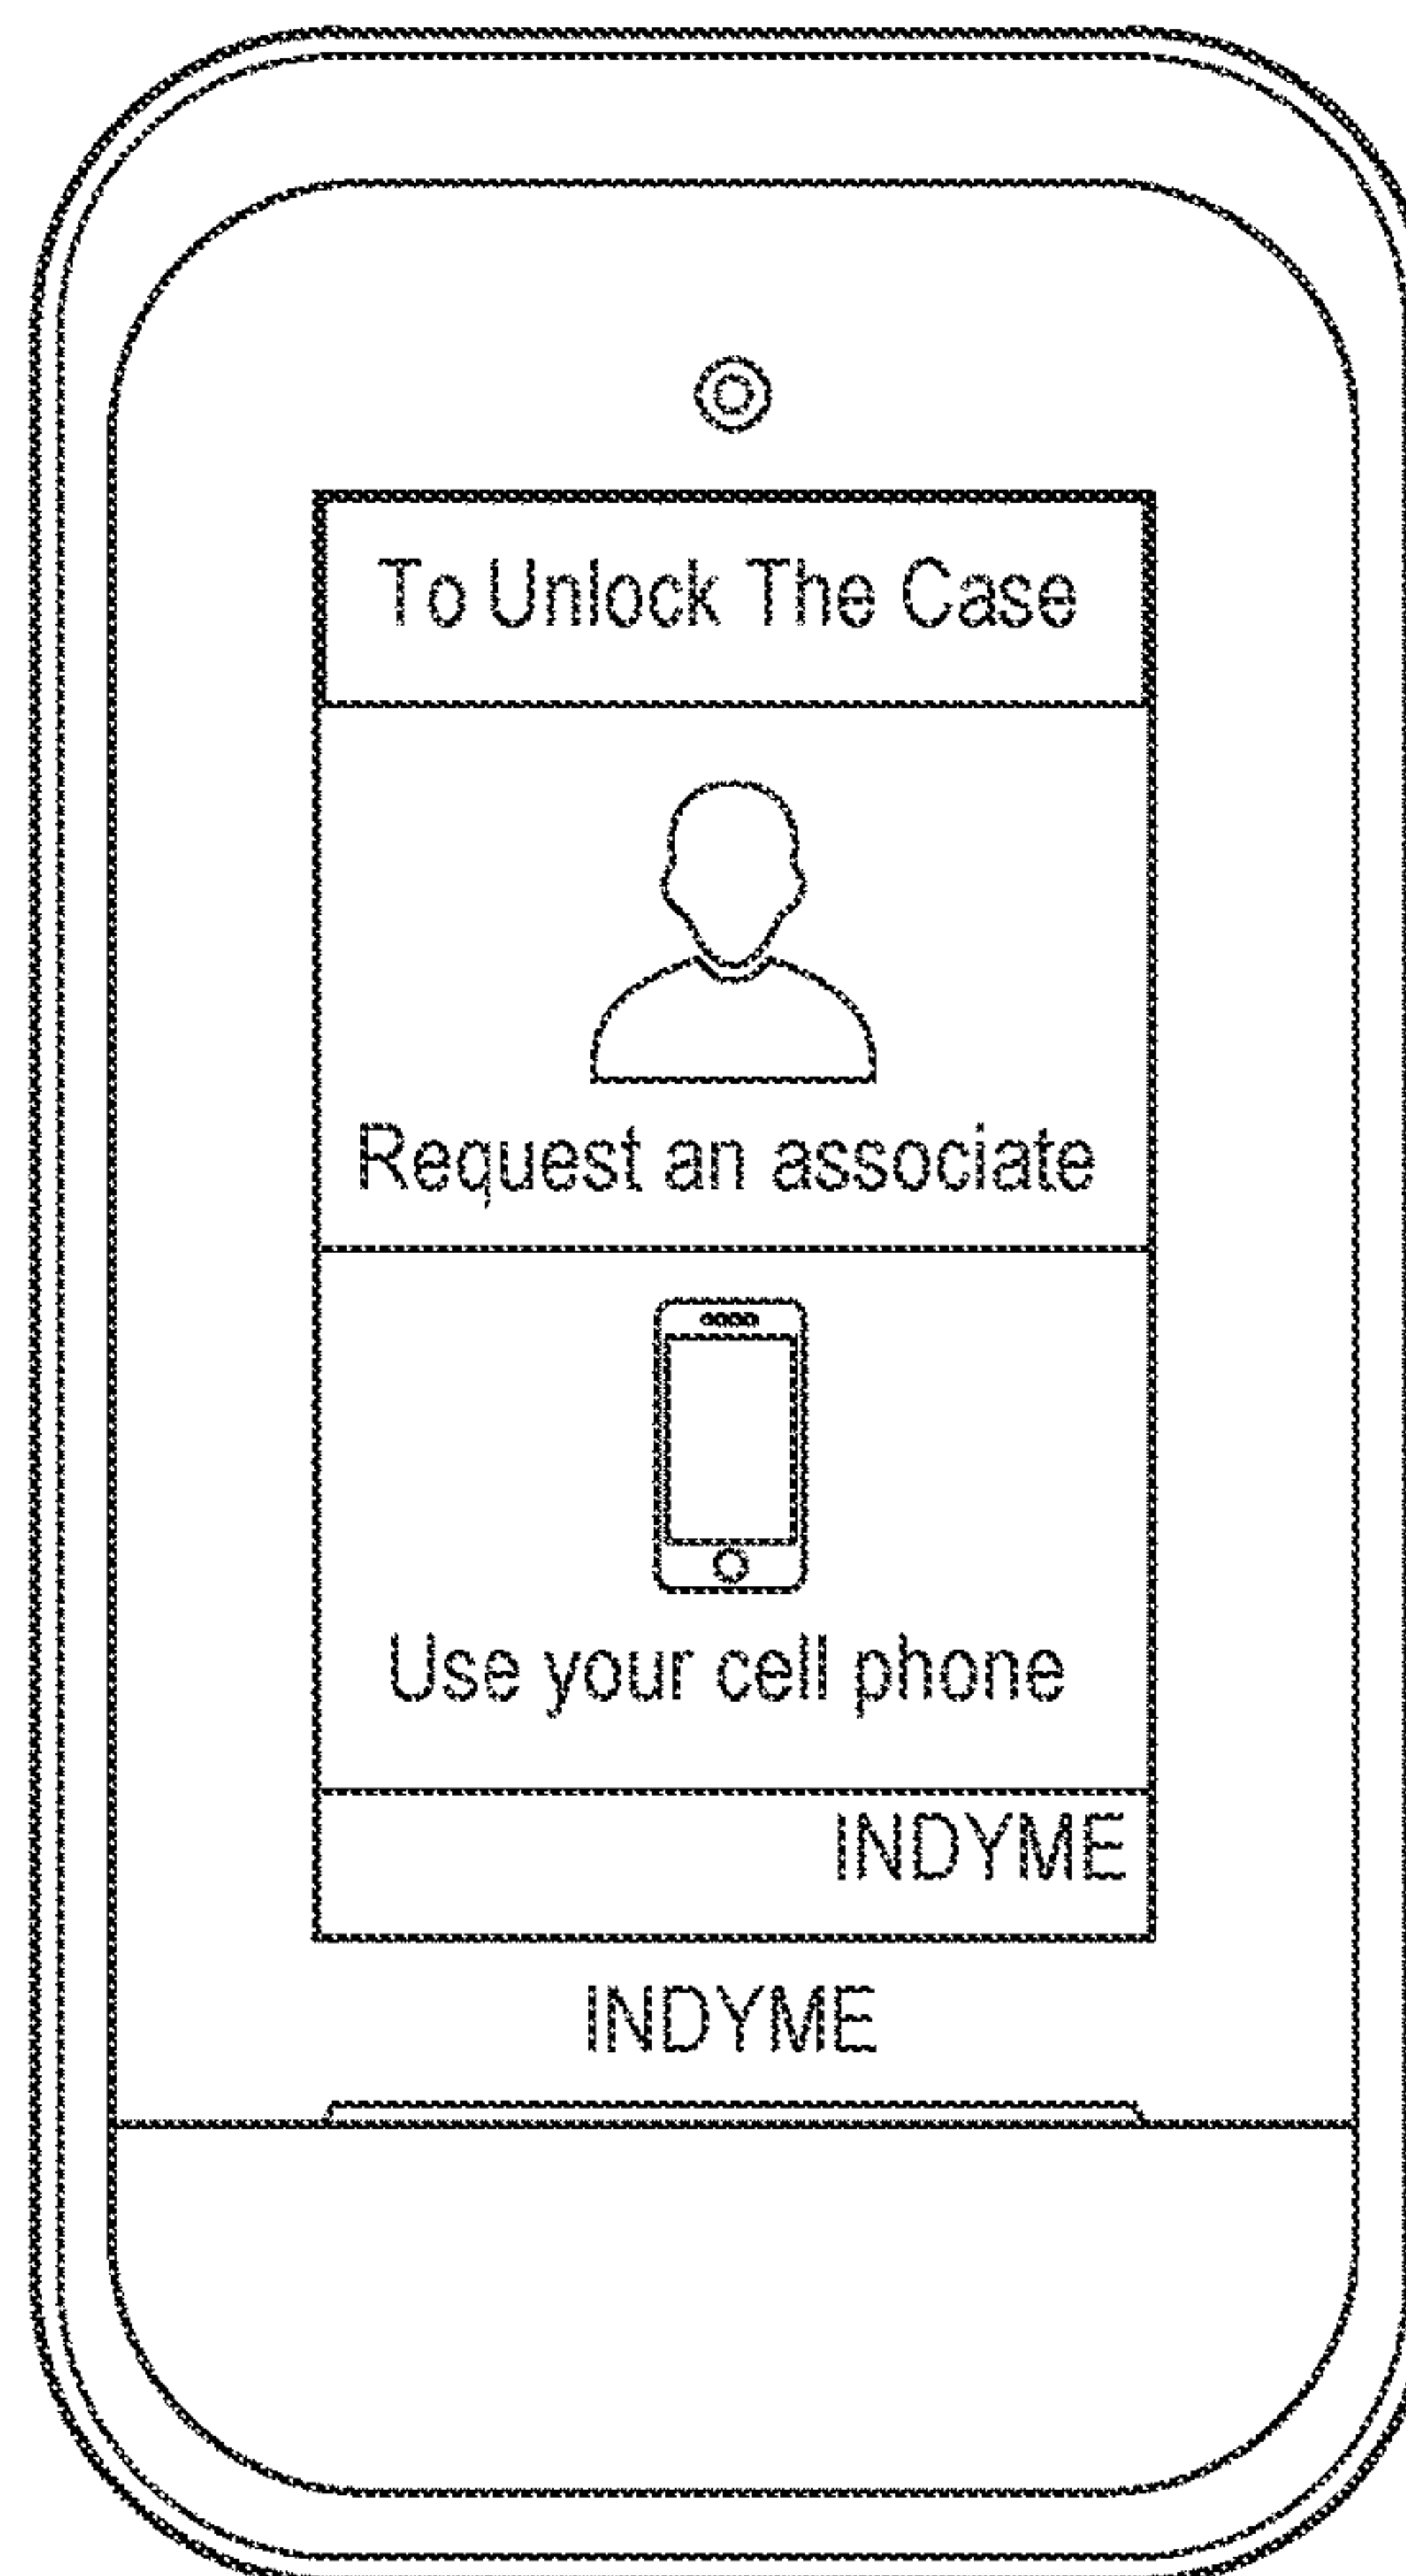 To Unlock The Case
Request an associate
Use your cell phone
INDYME
INDYME